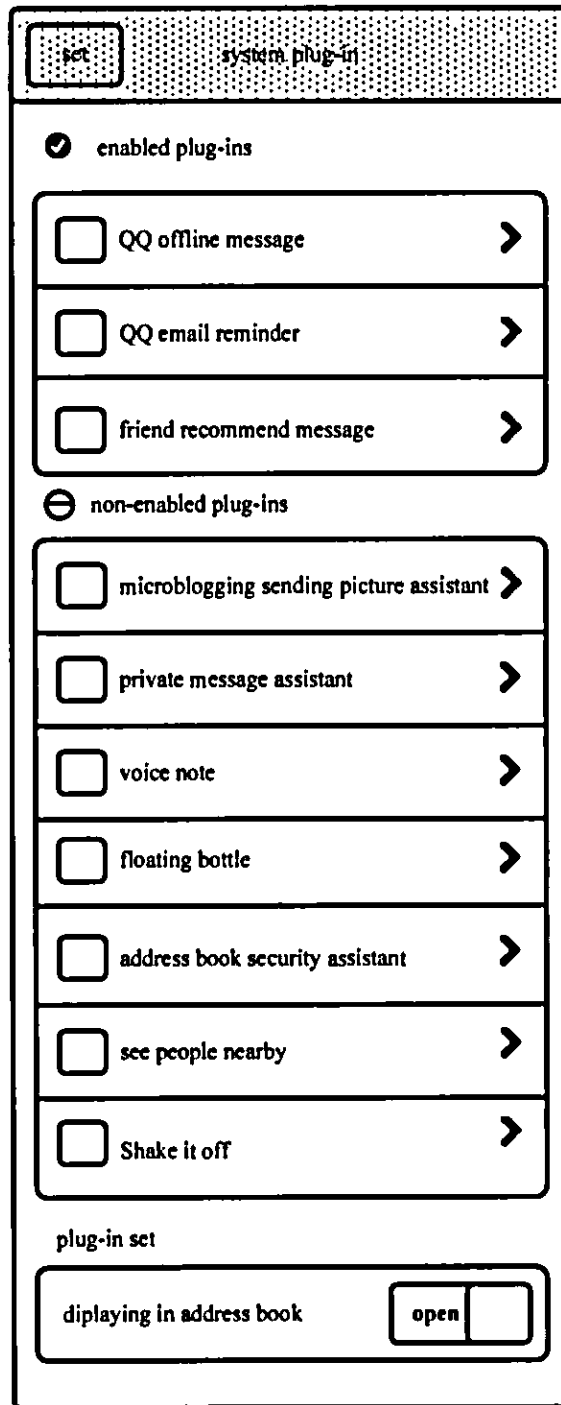 set system plug-in
enabled plug-ins
QQ offline message
QQ email reminder
friend recommend message
non-enabled plug-ins
microblogging sending picture assistant
private message assistant
voice note
floating bottle
address book security assistant
see people nearby
Shake it off
plug-in set
diplaying in address book open